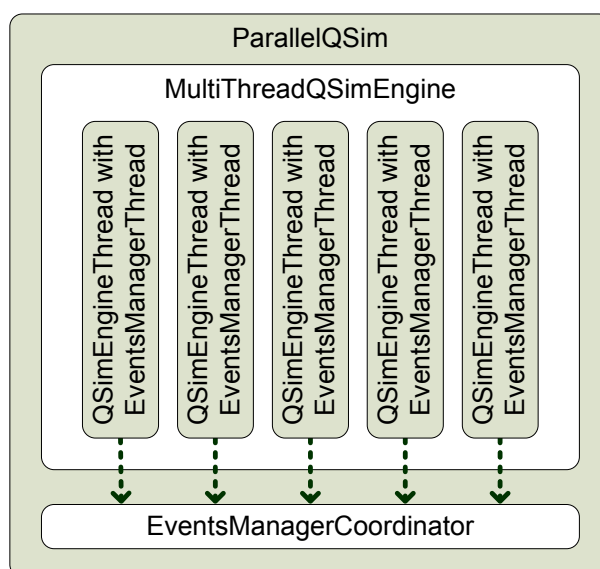 ParallelQSim
MultiThreadQSimEngine
QSimEngineThread with
EventsManagerThread
QSimEngineThread with
EventsManagerThread
QSimEngineThread with
EventsManagerThread
QSimEngineThread with
EventsManagerThread
QSimEngineThread with
EventsManagerThread
EventsManagerCoordinator